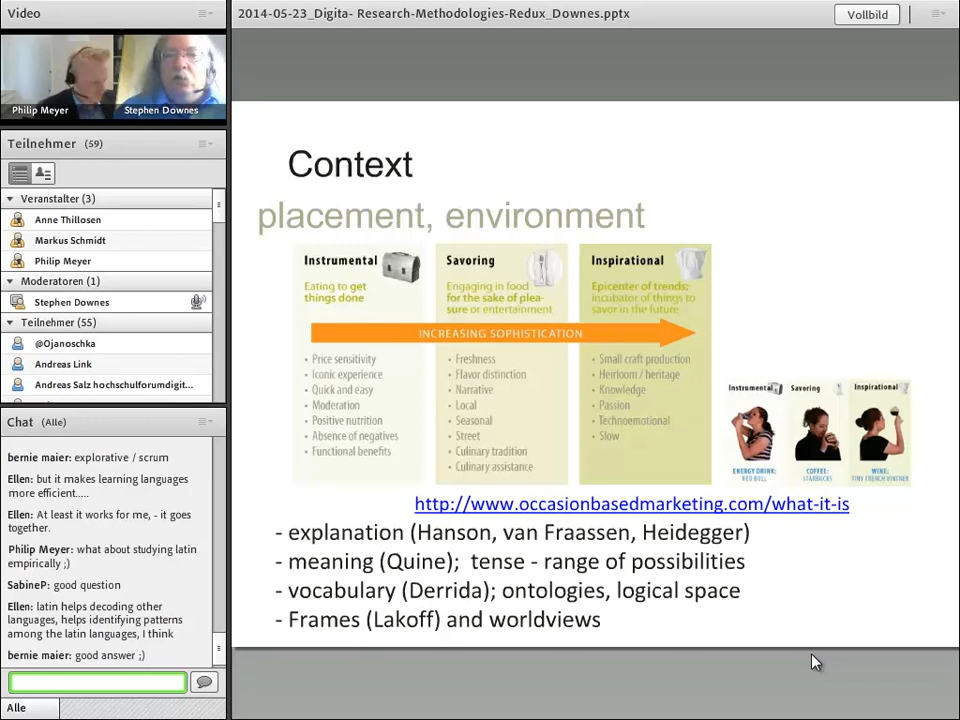 Video
Philip Meyer
Stephen Downes
Teilnehmer (59)
Veranstalter (3)
Anne Thillosen
Markus Schmidt
Philip Meyer
Moderatoren (1)
Stephen Downes
Teilnehmer (55)
@Ojanoschka
Andreas Link
Andreas Salz hochschulforumdigit...
Chat (Alle)
bernie maier: explorative / scrum
Ellen: but it makes learning languages
more efficient.....
Ellen: At least it works for me, - it goes
together.
Philip Meyer: what about studying latin
empirically ;)
SabineP: good question
Ellen: latin helps decoding other
languages, helps identifying patterns
among the latin languages, I think
bernie maier: good answer ;)
Alle
2014-05-23_Digita- Research-Methodologies-Redux_Downes.pptx
Vollbild
Context
placement, environment
Instrumental
Eating to get
things done
Savoring
Engaging in food
for the sake of plea-
sure or entertainment
Inspirational
Epicenter of trends;
incubator of things to
savor in the future
INCREASING SOPHISTICATION
• Price sensitivity
• Iconic experience
• Quick and easy
• Moderation
• Positive nutrition
• Absence of negatives
• Functional benefits
• Freshness
• Flavor distinction
• Narrative
• Local
• Seasonal
• Street
• Culinary tradition
• Culinary assistance
• Small craft production
• Heirloom / heritage
• Knowledge
• Passion
• Technoemotional
• Slow
Instrumental
Savoring
Inspirational
ENERGY DRINK:
RED BULL
COFFEE:
STARBUCKS
WINE:
TINY FRENCH VINTNER
http://www.occasionbasedmarketing.com/what-it-is
- explanation (Hanson, van Fraassen, Heidegger)
- meaning (Quine); tense - range of possibilities
- vocabulary (Derrida); ontologies, logical space
- Frames (Lakoff) and worldviews